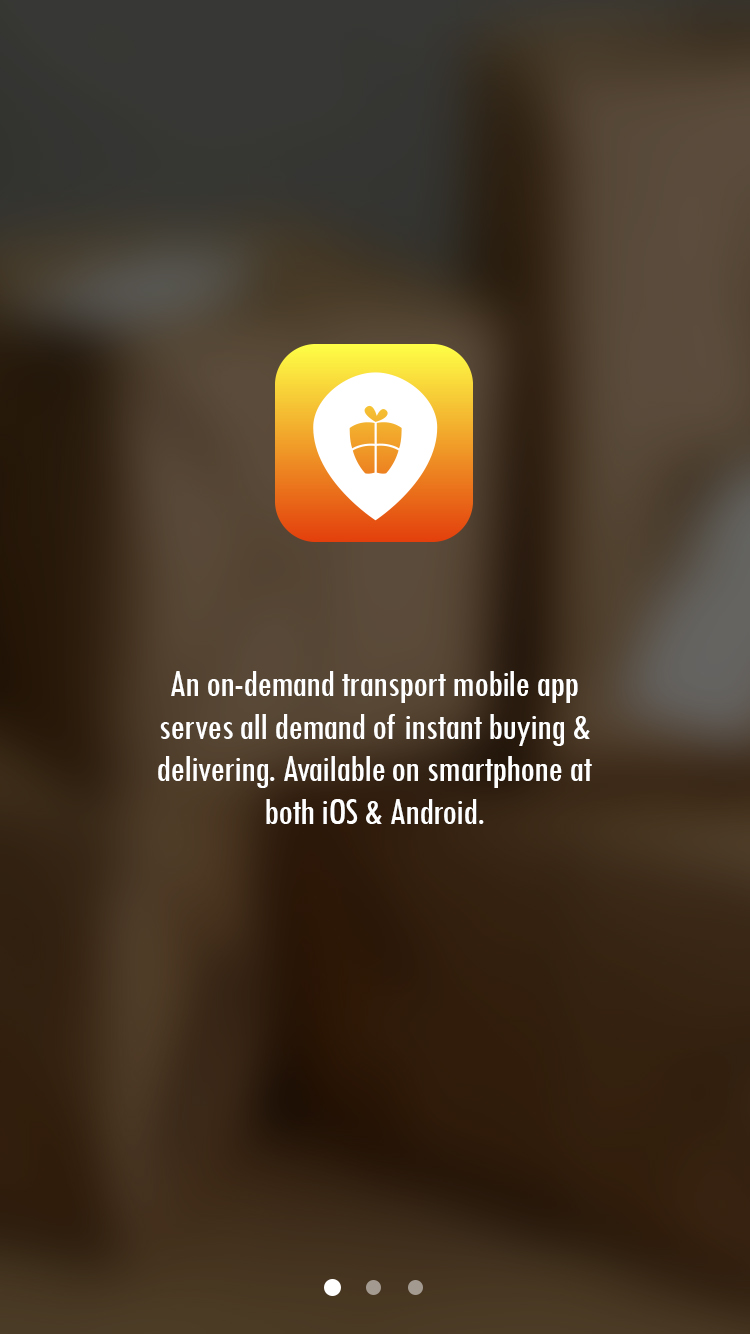 An on-demand transport mobile app
serves all demand of instant buying &
delivering. Available on smartphone at
both iOS & Android.